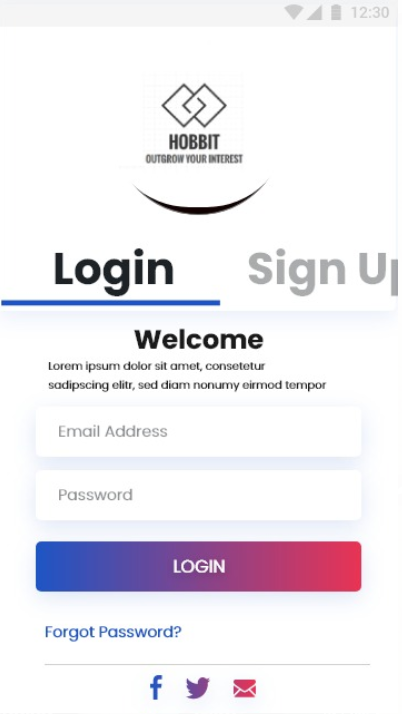 12:30
HOBBIT
OUTGROW YOUR INTEREST
Login Sign Up
Welcome
Lorem ipsum dolor sit amet, consetetur
sadipscing elitr, sed diam nonumy eirmod tempor
Email Address
Password
LOGIN
Forgot Password?